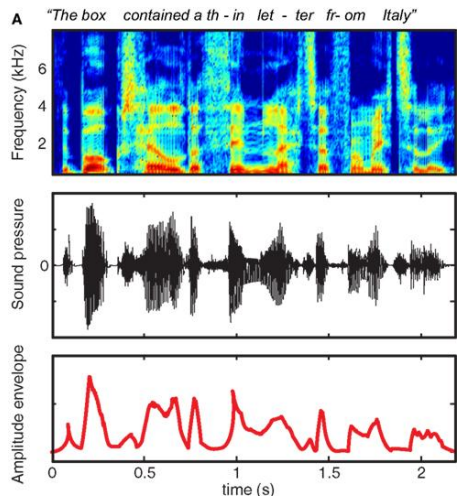 "The box contained a th - in let - ter fr- om Italy"
A
Frequency (kHz)
6
4
2
Sound pressure
0
Amplitude envelope
0 0.5 1 1.5 2
time (s)